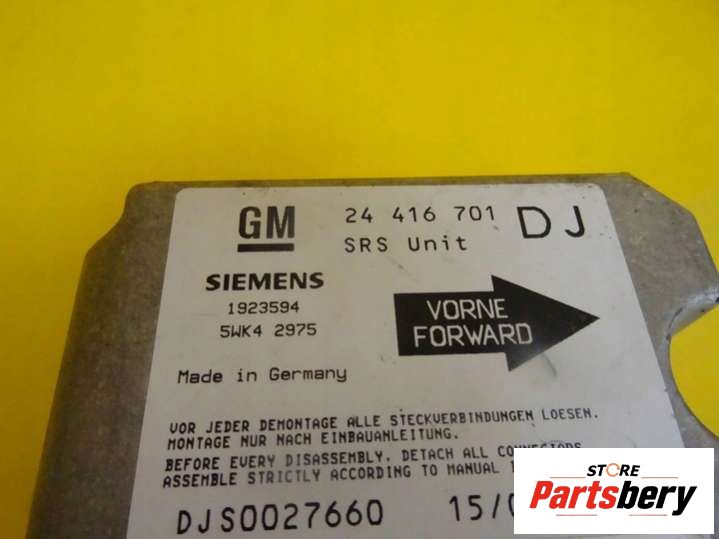 GM 24 416 701 DJ
SRS Unit
SIEMENS
1923594
5WK4 2975
VORNE
FORWARD
Made in Germany
VOR JEDER DEMONTAGE ALLE STECKVERBINDUNGEN LOESEN.
MONTAGE NUR NACH EINBAUANLEITUNG.
BEFORE EVERY DISASSEMBLY. DETACH ALL
ASSEMBLE STRICTLY ACCORDING TO MANUAL
DJS0027660 15/0
STORE
Partsbery